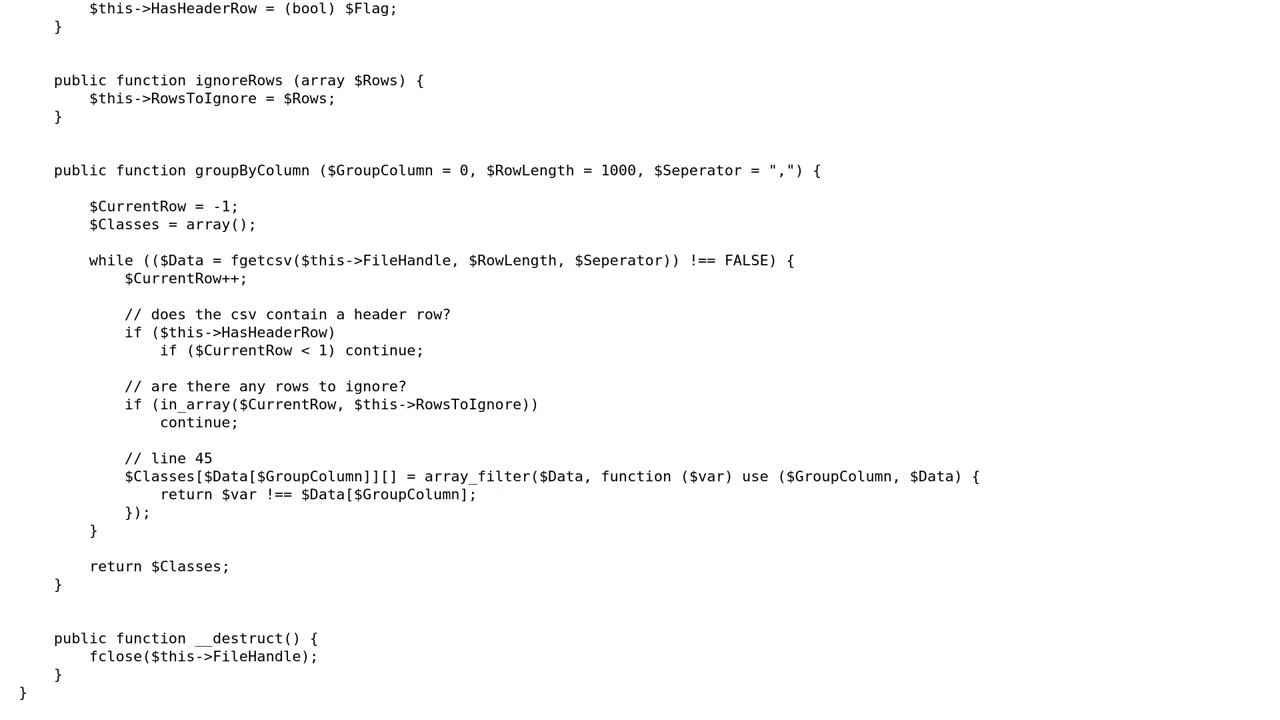 $this->HasHeaderRow = (bool) $Flag;
    }

    public function ignoreRows (array $Rows) {
        $this->RowsToIgnore = $Rows;
    }

    public function groupByColumn ($GroupColumn = 0, $RowLength = 1000, $Seperator = ",") {

        $CurrentRow = -1;
        $Classes = array();

        while (($Data = fgetcsv($this->FileHandle, $RowLength, $Seperator)) !== FALSE) {
            $CurrentRow++;

            // does the csv contain a header row?
            if ($this->HasHeaderRow)
                if ($CurrentRow < 1) continue;

            // are there any rows to ignore?
            if (in_array($CurrentRow, $this->RowsToIgnore))
                continue;

            // line 45
            $Classes[$Data[$GroupColumn]][] = array_filter($Data, function ($var) use ($GroupColumn, $Data) {
                return $var !== $Data[$GroupColumn];
            });
        }

        return $Classes;
    }

    public function __destruct() {
        fclose($this->FileHandle);
    }
}